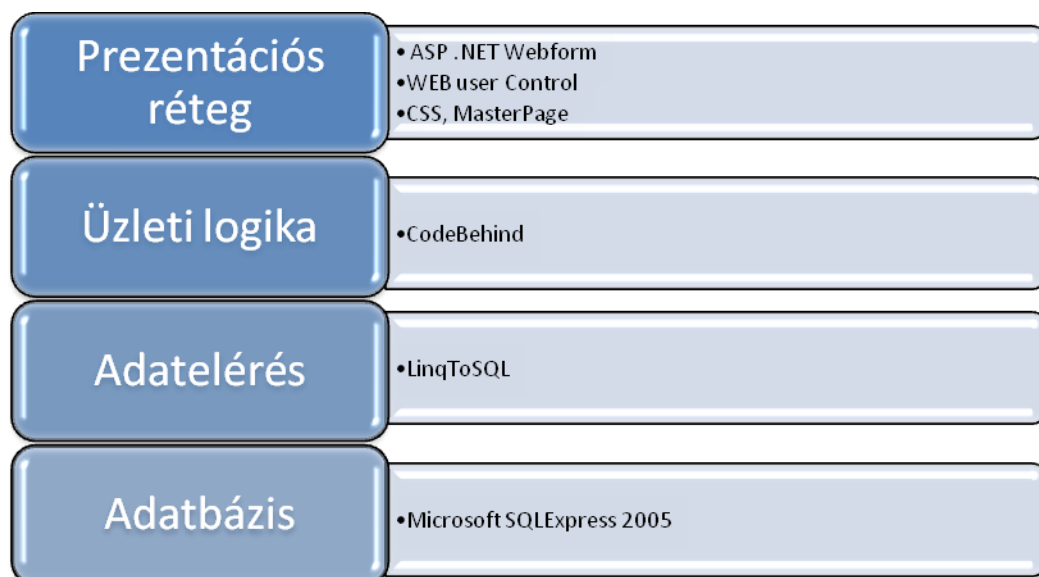 Prezentációs
réteg
• ASP .NET Webform
•WEB user Control
•CSS, MasterPage
Üzleti logika
•CodeBehind
Adatelérés
•LinqToSQL
Adatbázis
•Microsoft SQLExpress 2005